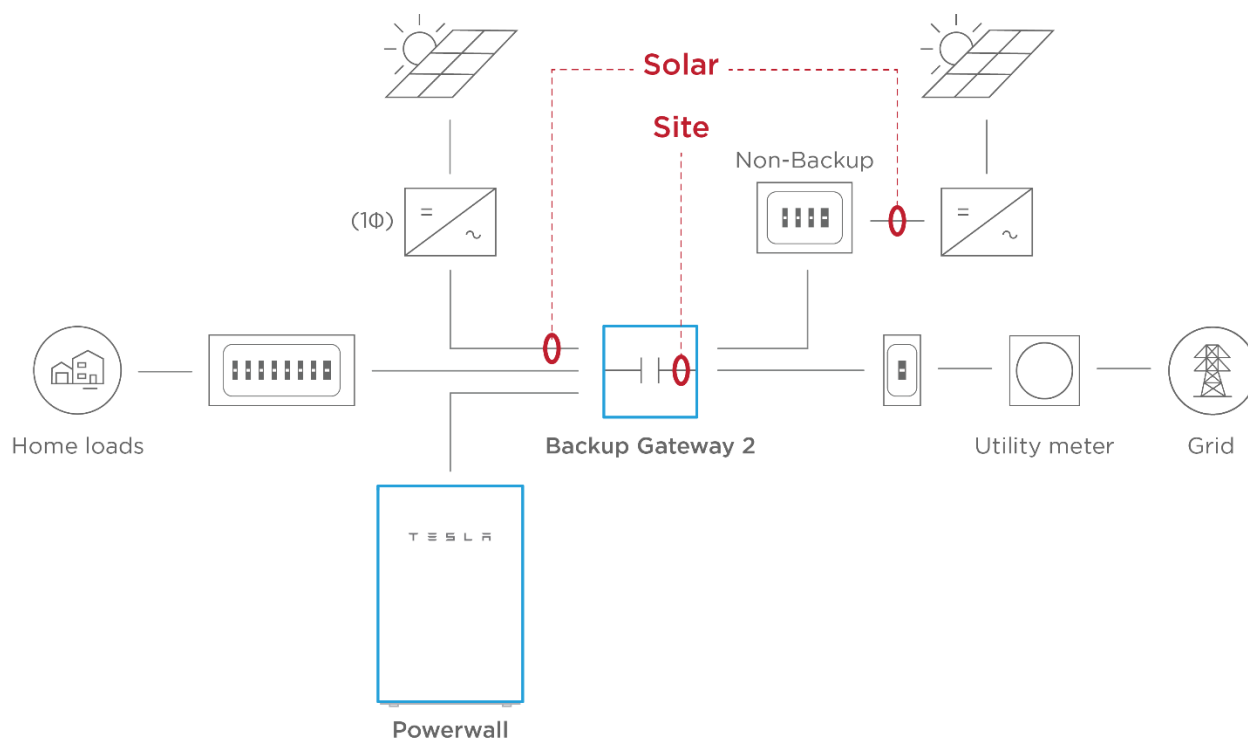 Solar
Site
Non-Backup
(1Φ)
Home loads
Backup Gateway 2
Utility meter
Grid
TESLA
Powerwall